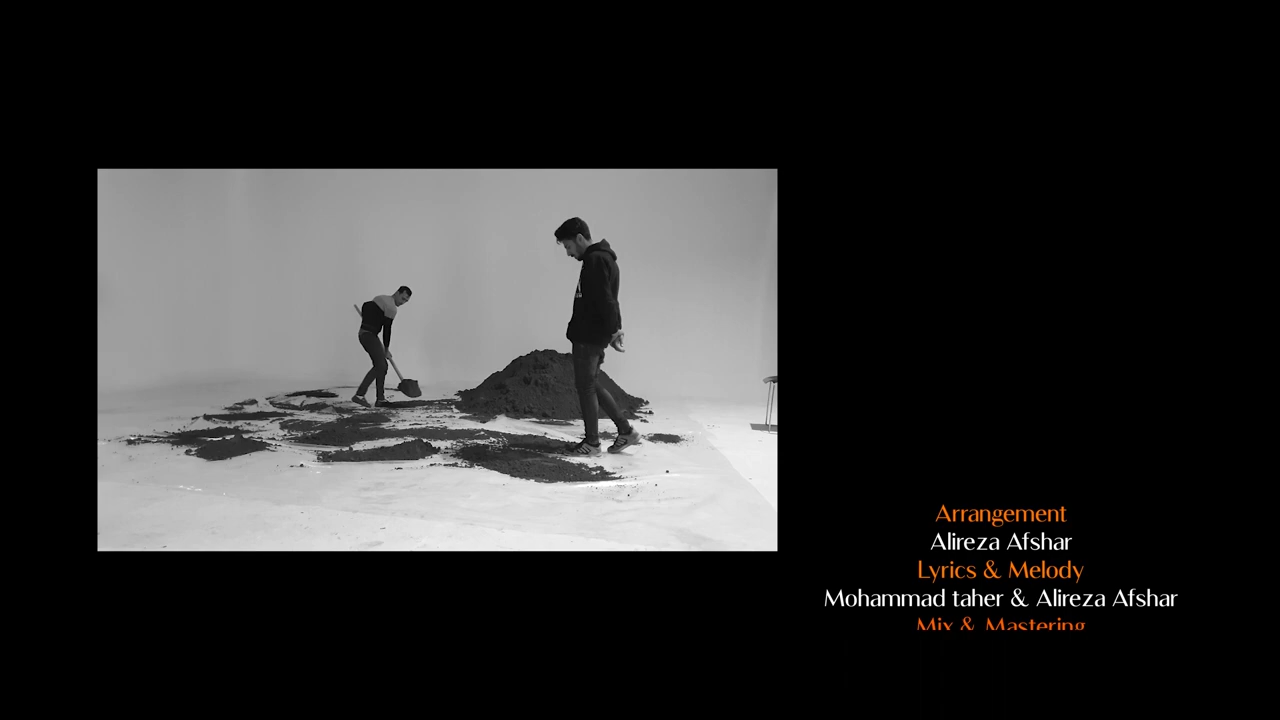 Arrangement
Alireza Afshar
Lyrics & Melody
Mohammad taher & Alireza Afshar
Mix & Mastering